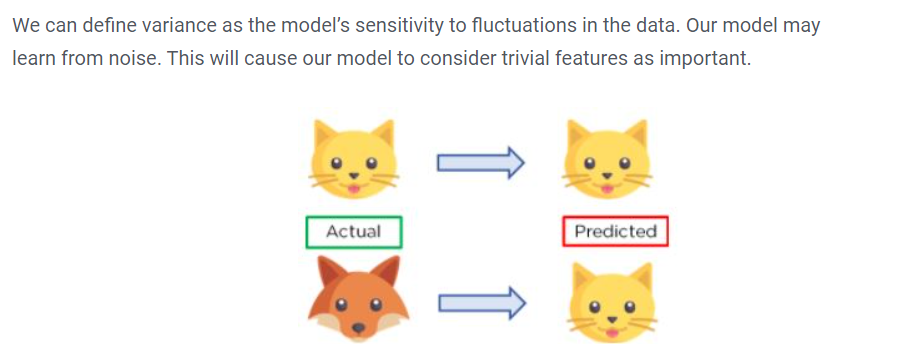 We can define variance as the model’s sensitivity to fluctuations in the data. Our model may
learn from noise. This will cause our model to consider trivial features as important.
Actual
Predicted